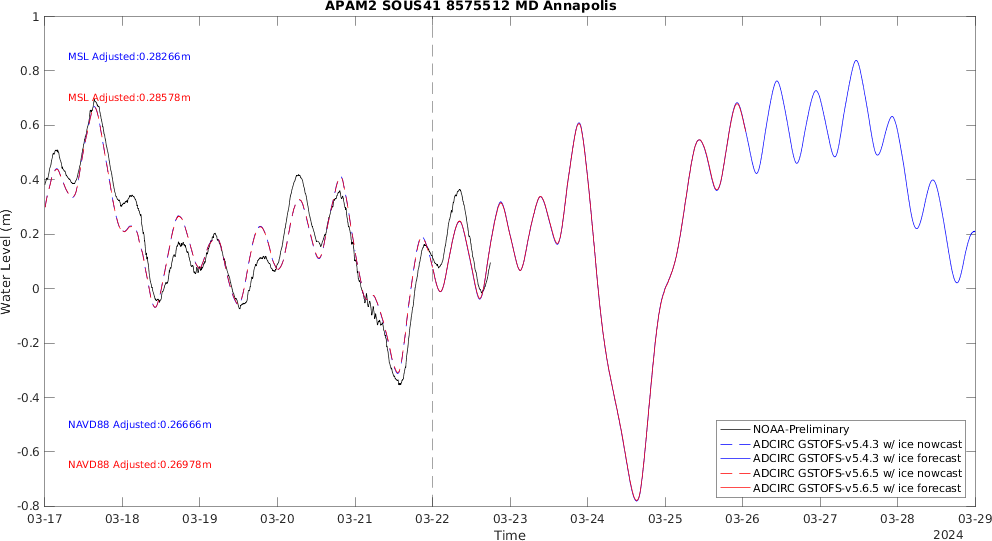 APAM2 SOUS41 8575512 MD Annapolis
1
0.8
0.6
0.4
0.2
0
-0.2
-0.4
-0.6
-0.8
Water Level (m)
MSL Adjusted:0.28266m
MSL Adjusted:0.28578m
NAVD88 Adjusted:0.26666m
NAVD88 Adjusted:0.26978m
NOAA-Preliminary
ADCIRC GSTOFS-v5.4.3 w/ ice nowcast
ADCIRC GSTOFS-v5.4.3 w/ ice forecast
ADCIRC GSTOFS-v5.6.5 w/ ice nowcast
ADCIRC GSTOFS-v5.6.5 w/ ice forecast
03-17 03-18 03-19 03-20 03-21 03-22 03-23 03-24 03-25 03-26 03-27 03-28 03-29
Time
2024